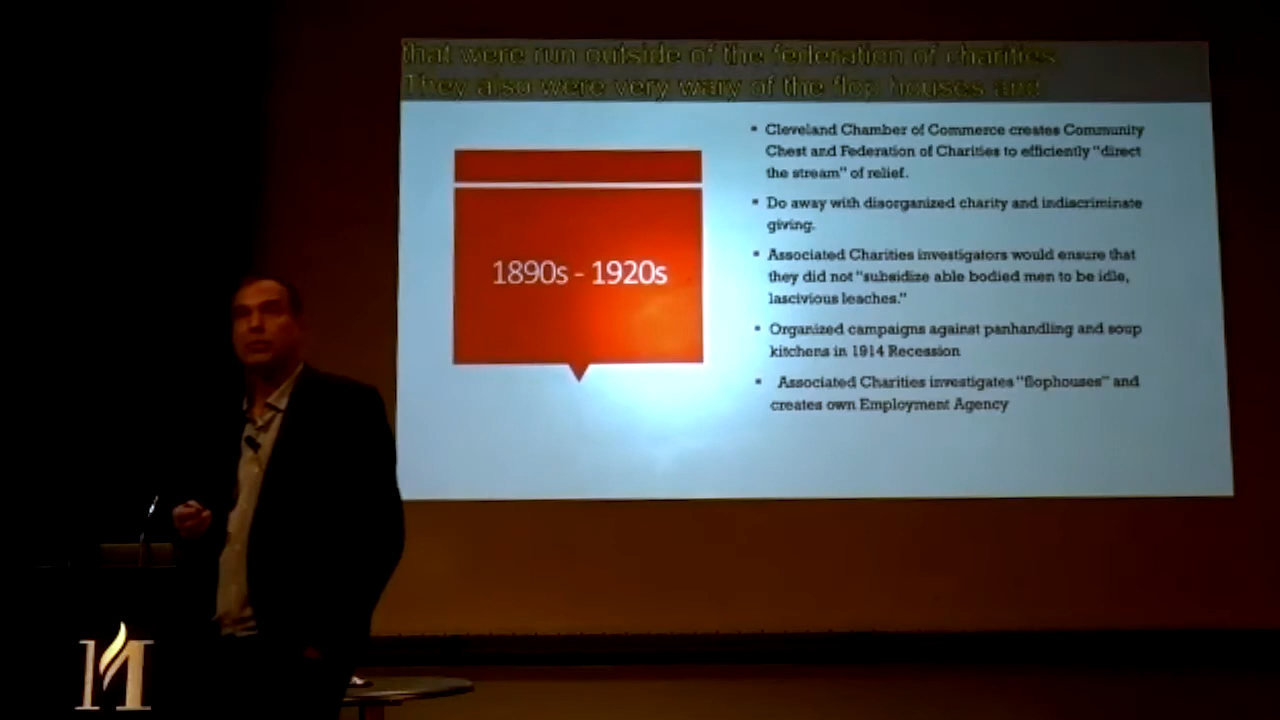 that were run outside of the federation of charities
They also were very wary of the flop houses and
1890s - 1920s
▪ Cleveland Chamber of Commerce creates Community
Chest and Federation of Charities to efficiently "direct
the stream" of relief.
▪ Do away with disorganized charity and indiscriminate
giving.
▪ Associated Charities investigators would ensure that
they did not "subsidize able bodied men to be idle,
lascivious leaches."
▪ Organized campaigns against panhandling and soup
kitchens in 1914 Recession
▪ Associated Charities investigates "flophouses" and
creates own Employment Agency